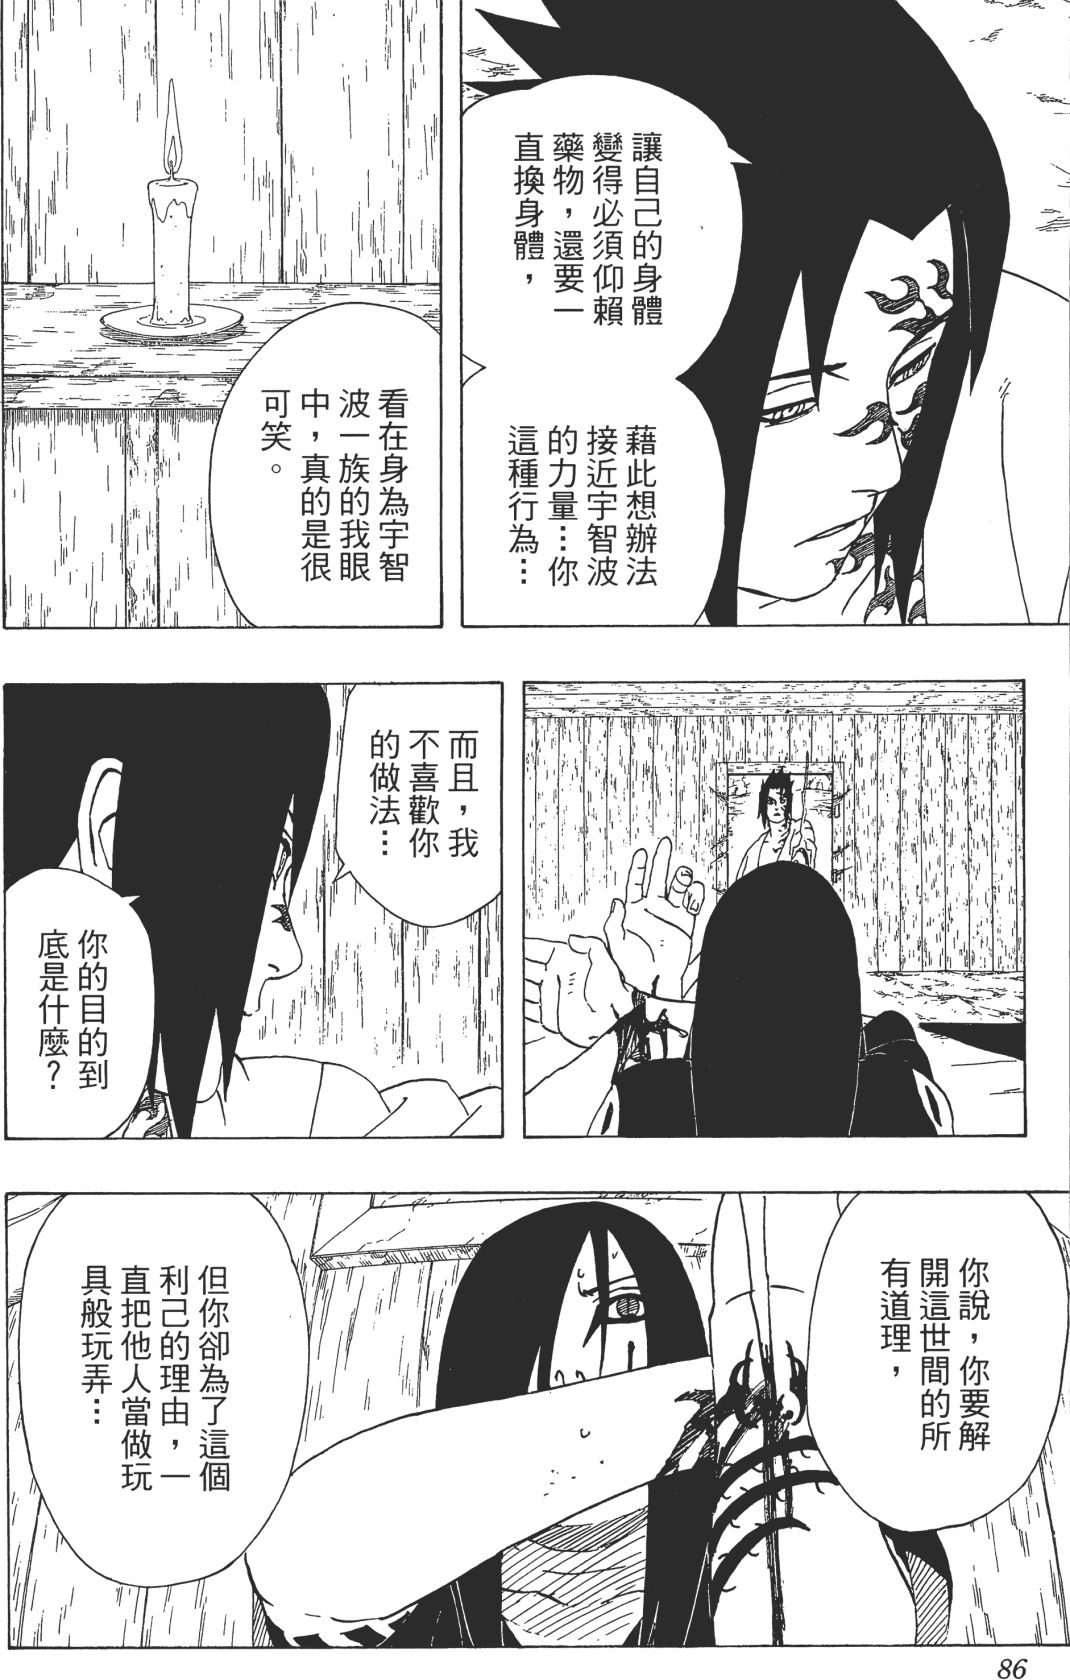 讓自己的身體
變得必須仰賴
藥物，還要一
直換身體，
藉此想辦法
接近宇智波
的力量…你
這種行為…
看在身為宇智
波一族的我眼
中，真的是很
可笑。
而且，我
不喜歡你
的做法…
你的目的到
底是什麼？
你說，你要解
開這世間的所
有道理，
但你卻為了這個
利己的理由，一
直把他人當做玩
具般玩弄…
86